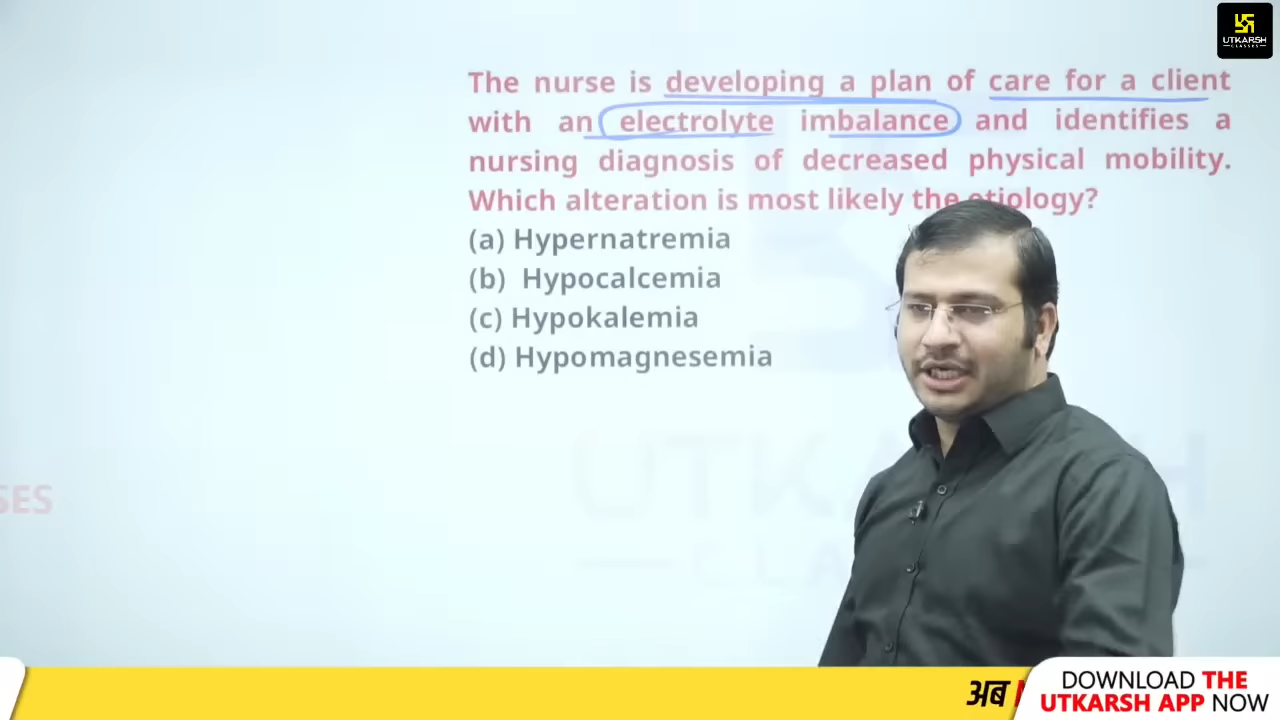 UTKARSH
CLASSES
The nurse is developing a plan of care for a client
with an electrolyte imbalance and identifies a
nursing diagnosis of decreased physical mobility.
Which alteration is most likely the etiology?
(a) Hypernatremia
(b) Hypocalcemia
(c) Hypokalemia
(d) Hypomagnesemia
SES
अब
DOWNLOAD THE
UTKARSH APP NOW